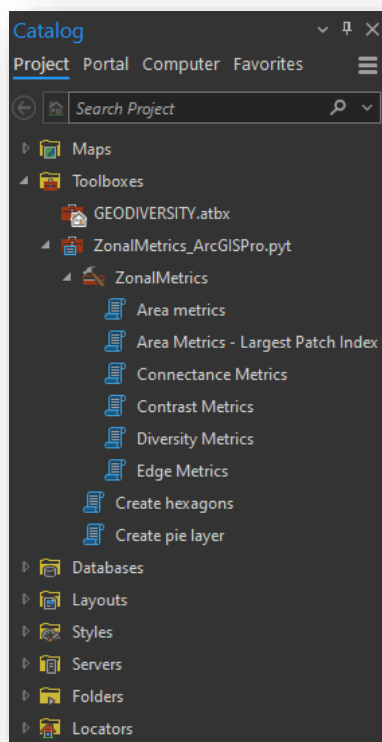 Catalog
Project Portal Computer Favorites
Search Project
Maps
Toolboxes
GEODIVERSITY.atbx
ZonalMetrics_ArcGISPro.pyt
ZonalMetrics
Area metrics
Area Metrics - Largest Patch Index
Connectance Metrics
Contrast Metrics
Diversity Metrics
Edge Metrics
Create hexagons
Create pie layer
Databases
Layouts
Styles
Servers
Folders
Locators